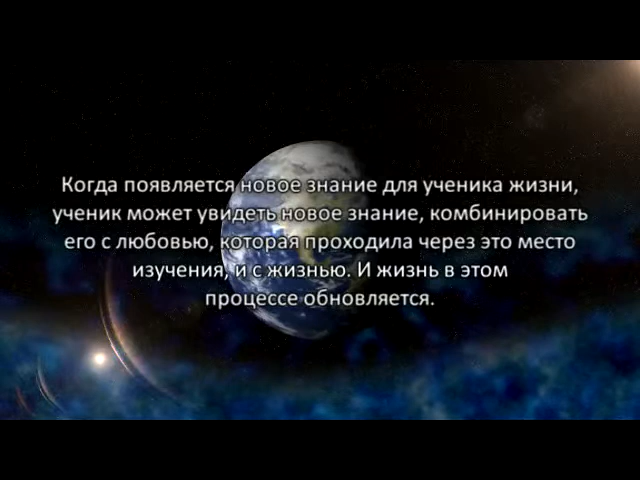 Когда появляется новое знание для ученика жизни,
ученик может увидеть новое знание, комбинировать
его с любовью, которая проходила через это место
изучения, и с жизнью. И жизнь в этом
процессе обновляется.